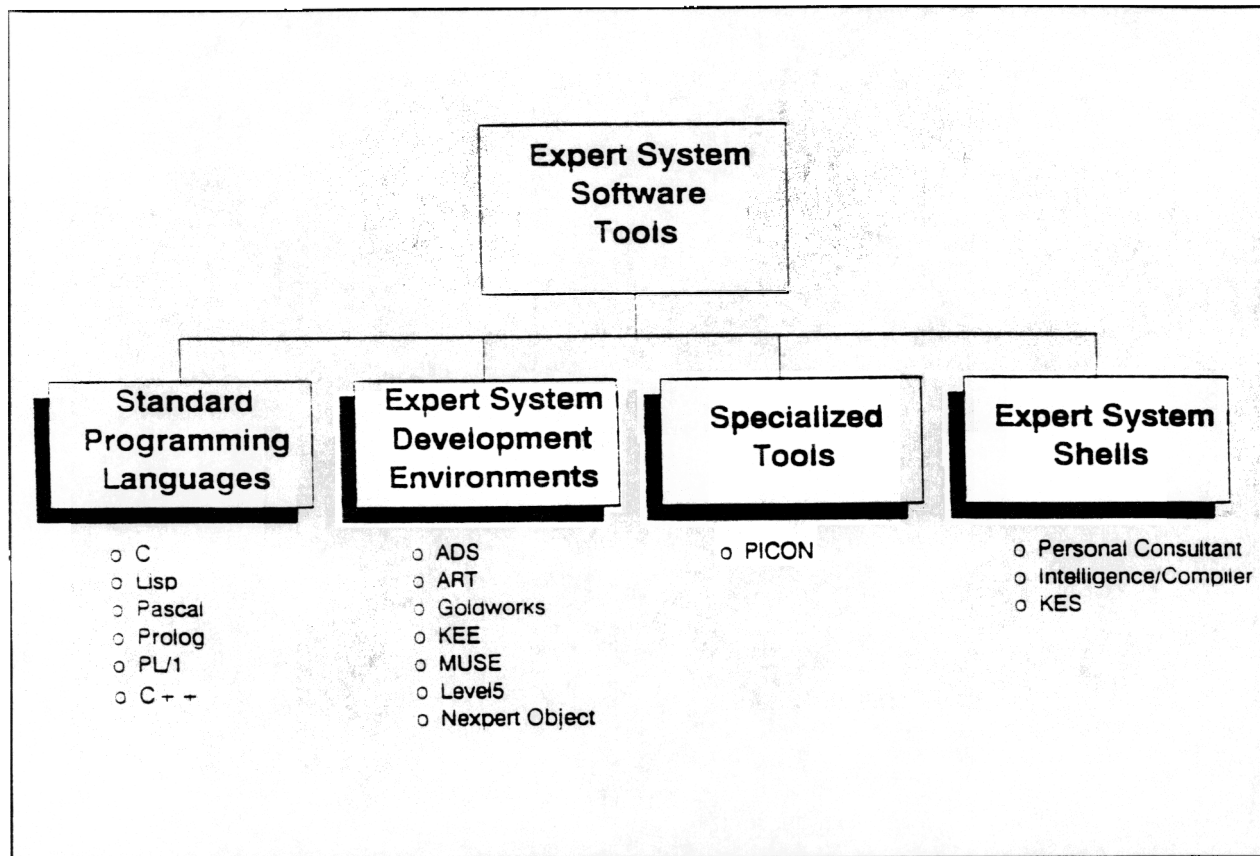 Expert System
Software
Tools
Standard
Programming
Languages
Expert System
Development
Environments
Specialized
Tools
Expert System
Shells
o C
o Lisp
o Pascal
o Prolog
o PL/1
o C++
o ADS
o ART
o Goldworks
o KEE
o MUSE
o Level5
o Nexpert Object
o PICON
o Personal Consultant
o Intelligence/Compiler
o KES